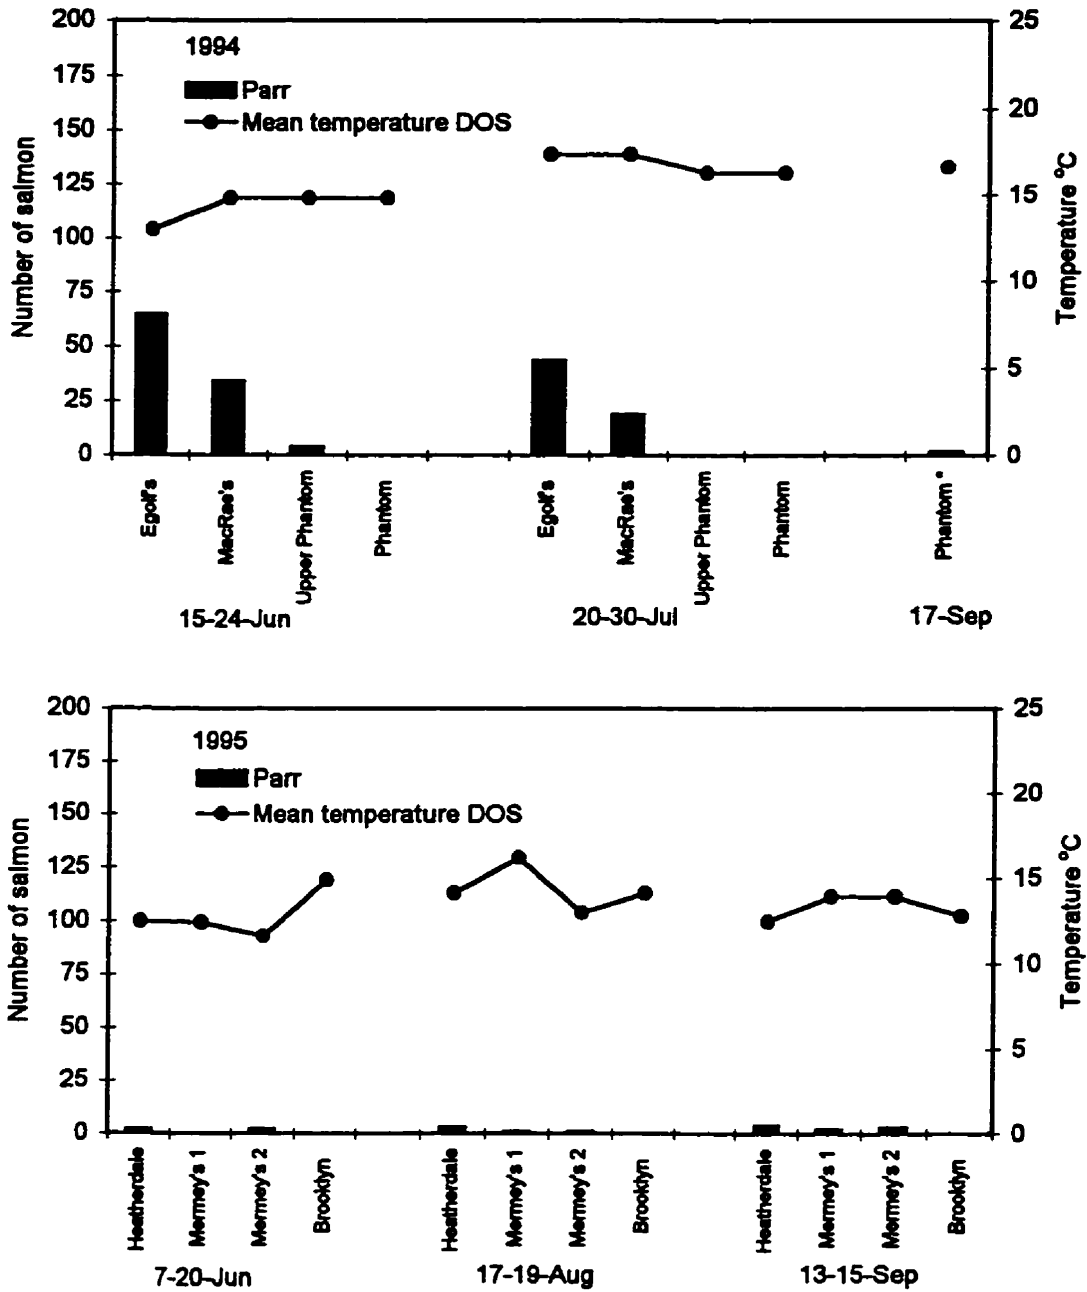 200
175
150
125
100
75
50
25
0
Number of salmon
1994
Parr
Mean temperature DOS
25
20
15
10
5
0
Temperature °C
Egolf's
MacRae's
Upper Phantom
Phantom
Egolf's
MacRae's
Upper Phantom
Phantom
Phantom *
15-24-Jun
20-30-Jul
17-Sep
200
175
150
125
100
75
50
25
0
Number of salmon
1995
Parr
Mean temperature DOS
25
20
15
10
5
0
Temperature °C
Heatherdale
Mermey's 1
Mermey's 2
Brooklyn
Heatherdale
Mermey's 1
Mermey's 2
Brooklyn
Heatherdale
Mermey's 1
Mermey's 2
Brooklyn
7-20-Jun
17-19-Aug
13-15-Sep